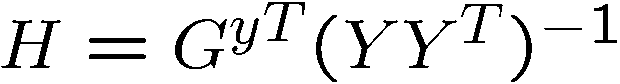 H = G^{yT}(YY^{T})^{-1}